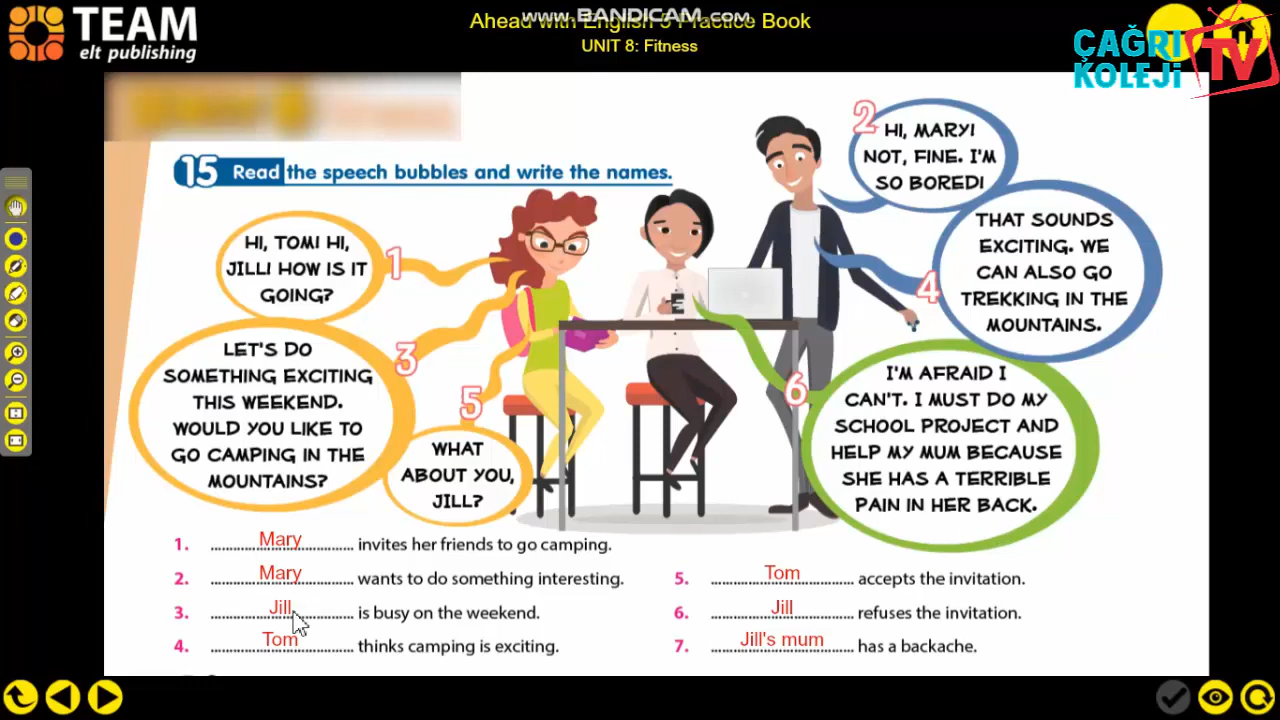 TEAM
elt publishing
www.BANDICAM.com
Ahead with English 5 Practice Book
UNIT 8: Fitness
ÇAĞRI
KOLEJİ
TV
15 Read the speech bubbles and write the names.
1
HI, TOM! HI,
JILL! HOW IS IT
GOING?
2
HI, MARY!
NOT, FINE. I'M
SO BORED!
3
LET'S DO
SOMETHING EXCITING
THIS WEEKEND.
WOULD YOU LIKE TO
GO CAMPING IN THE
MOUNTAINS?
4
THAT SOUNDS
EXCITING. WE
CAN ALSO GO
TREKKING IN THE
MOUNTAINS.
5
WHAT
ABOUT YOU,
JILL?
6
I'M AFRAID I
CAN'T. I MUST DO MY
SCHOOL PROJECT AND
HELP MY MUM BECAUSE
SHE HAS A TERRIBLE
PAIN IN HER BACK.
1. Mary invites her friends to go camping.
2. Mary wants to do something interesting.
3. Jill is busy on the weekend.
4. Tom thinks camping is exciting.
5. Tom accepts the invitation.
6. Jill refuses the invitation.
7. Jill's mum has a backache.